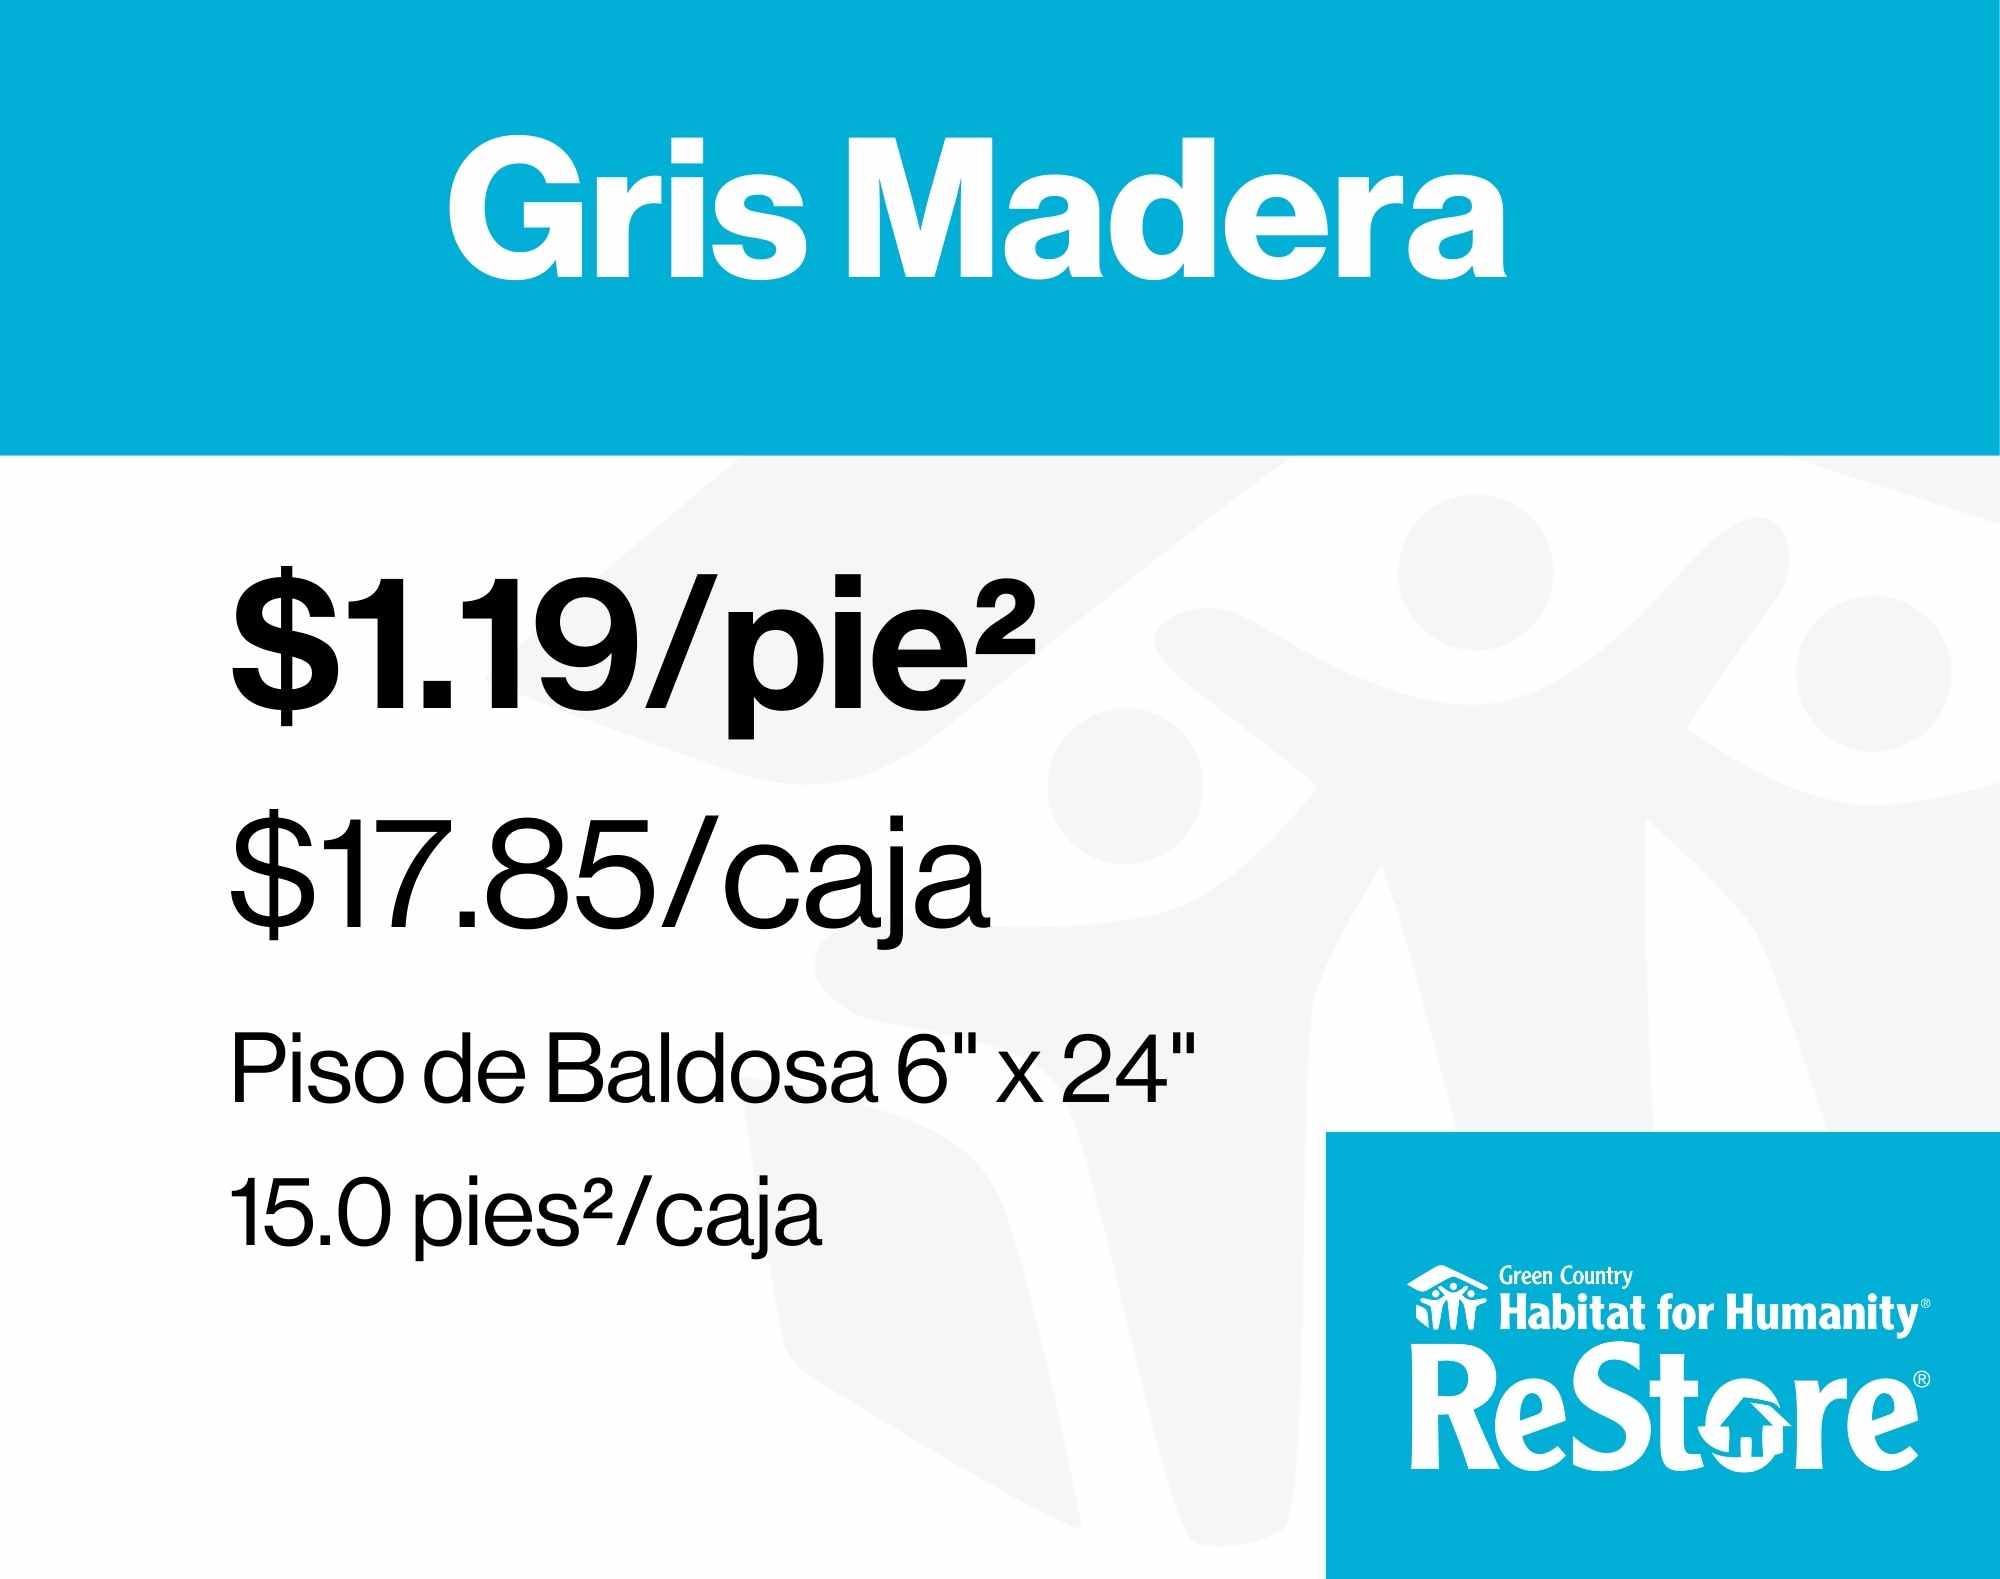 Gris Madera
$1.19/pie²
$17.85/caja
Piso de Baldosa 6" x 24"
15.0 pies²/caja
Green Country
Habitat for Humanity®
ReStore®